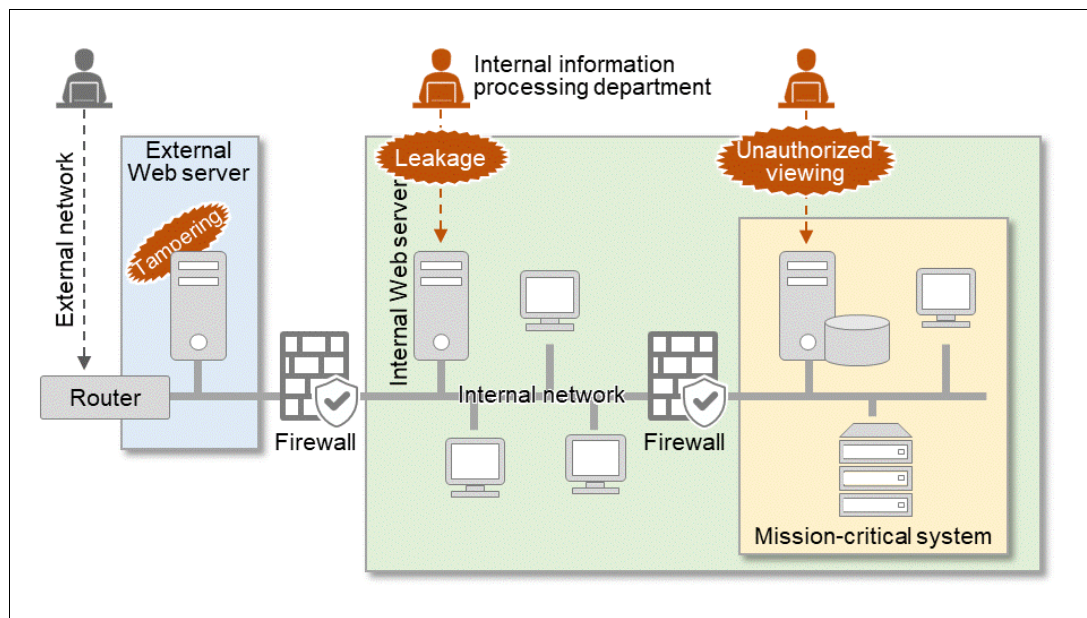 Internal information
processing department
External
Web server
Leakage
Unauthorized
viewing
External network
Tampering
Internal Web server
Router
Internal network
Firewall
Firewall
Mission-critical system